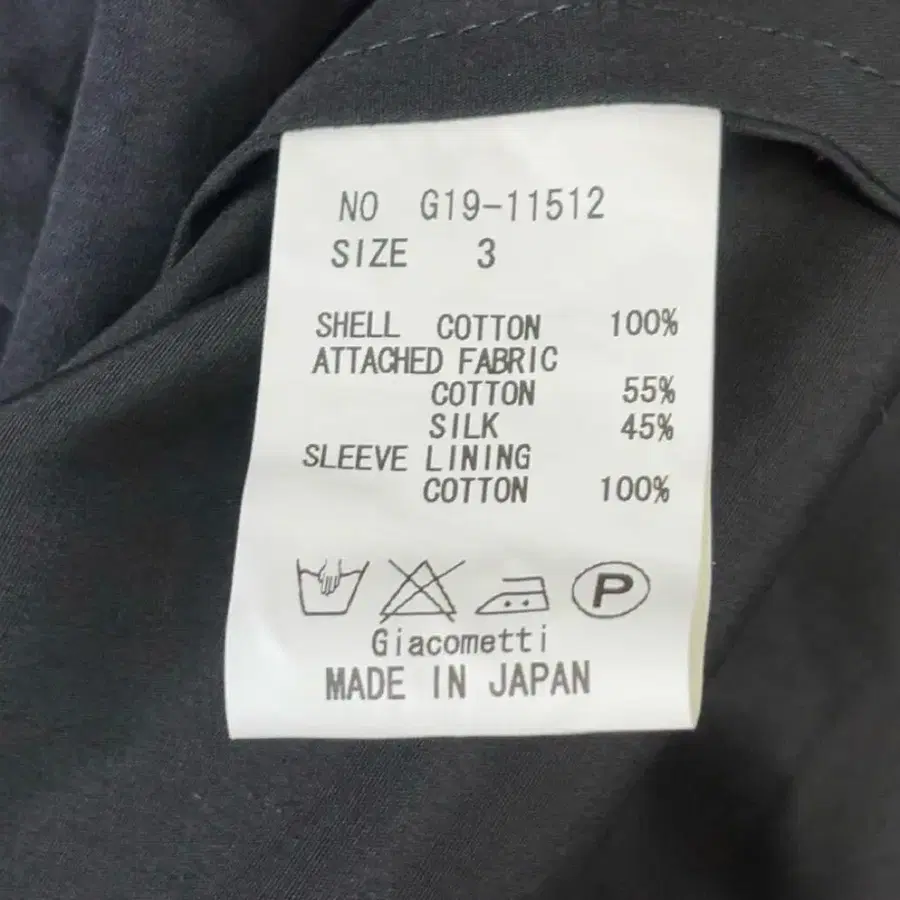 NO G19-11512
SIZE 3
SHELL COTTON 100%
ATTACHED FABRIC
COTTON 55%
SILK 45%
SLEEVE LINING
COTTON 100%
P
Giacometti
MADE IN JAPAN